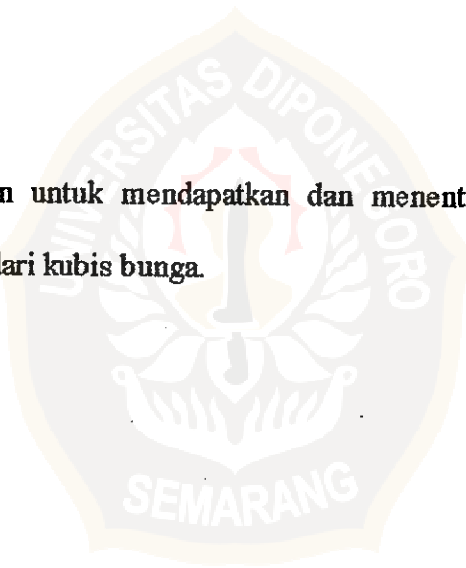 UNIVERSITAS DIPONEGORO
n untuk mendapatkan dan menent
dari kubis bunga.
SEMARANG